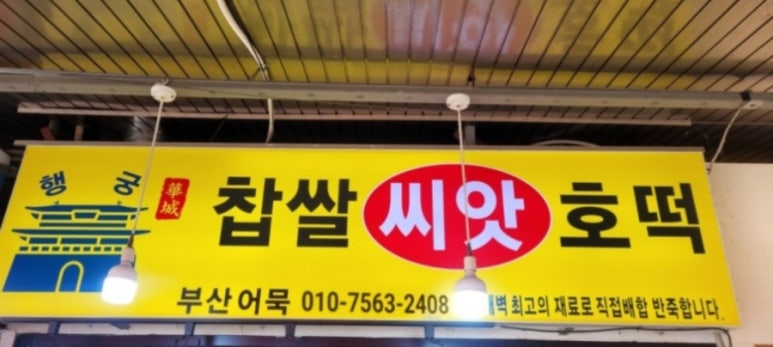 행궁
華城
찹쌀 씨앗 호떡
부산어묵 010-7563-2408 최고의 재료로 직접배합 반죽합니다.